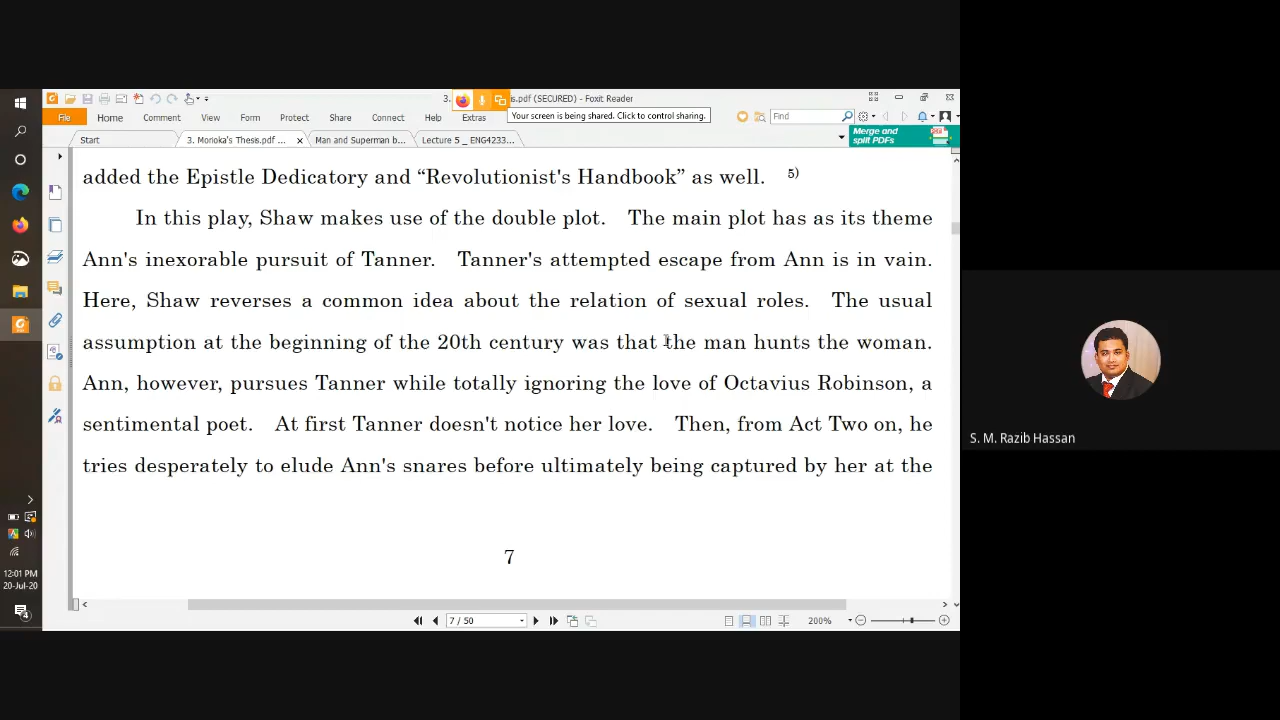 3. is.pdf (SECURED) - Foxit Reader
Your screen is being shared. Click to control sharing.
File Home Comment View Form Protect Share Connect Help Extras
Find
Merge and split PDFs
Start 3. Morioka's Thesis.pdf ... Man and Superman b... Lecture 5 _ ENG4233...
added the Epistle Dedicatory and “Revolutionist's Handbook” as well. 5)
In this play, Shaw makes use of the double plot. The main plot has as its theme
Ann's inexorable pursuit of Tanner. Tanner's attempted escape from Ann is in vain.
Here, Shaw reverses a common idea about the relation of sexual roles. The usual
assumption at the beginning of the 20th century was that the man hunts the woman.
Ann, however, pursues Tanner while totally ignoring the love of Octavius Robinson, a
sentimental poet. At first Tanner doesn't notice her love. Then, from Act Two on, he
tries desperately to elude Ann's snares before ultimately being captured by her at the
7
7 / 50
200%
12:01 PM
20-Jul-20
4
S. M. Razib Hassan